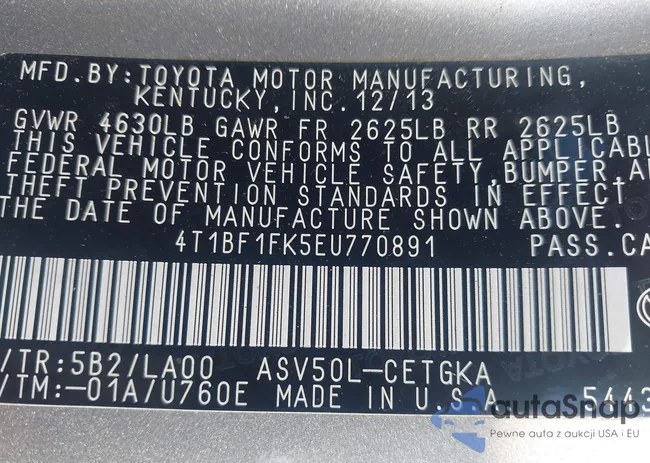 MFD. BY: TOYOTA MOTOR MANUFACTURING,
KENTUCKY, INC. 12/13
GVWR 4630LB GAWR FR 2625LB RR 2625LB
THIS VEHICLE CONFORMS TO ALL APPLICABL
FEDERAL MOTOR VEHICLE SAFETY, BUMPER, A
THEFT PREVENTION STANDARDS IN EFFECT
THE DATE OF MANUFACTURE SHOWN ABOVE.
4T1BF1FK5EU770891 PASS. CA
/TR: 5B2/LA00 ASV50L-CETGKA
/TM: -01A/U760E MADE IN U.S.A. 5443
autoSnap
Pewne auta z aukcji USA i EU